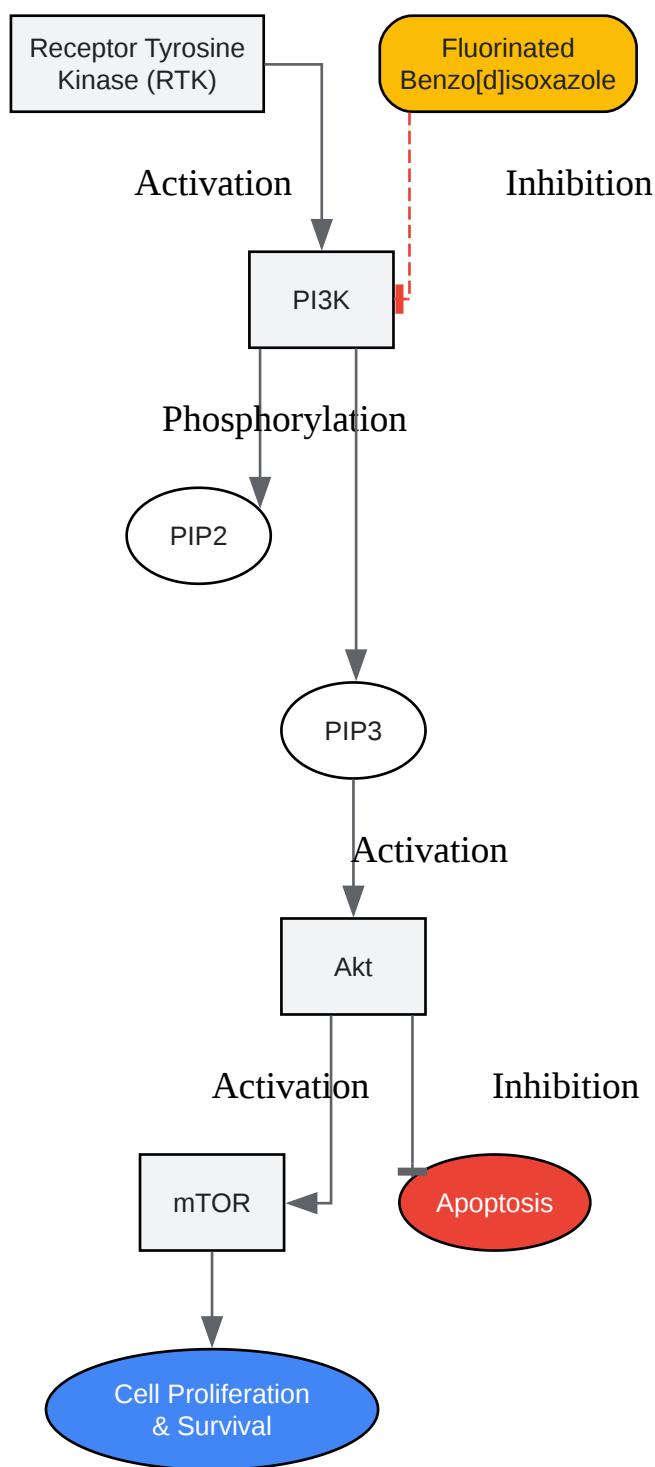 Receptor Tyrosine
Kinase (RTK)
Fluorinated
Benzo[d]isoxazole
Activation
Inhibition
PI3K
Phosphorylation
PIP2
PIP3
Activation
Akt
Activation
Inhibition
mTOR
Apoptosis
Cell Proliferation
& Survival